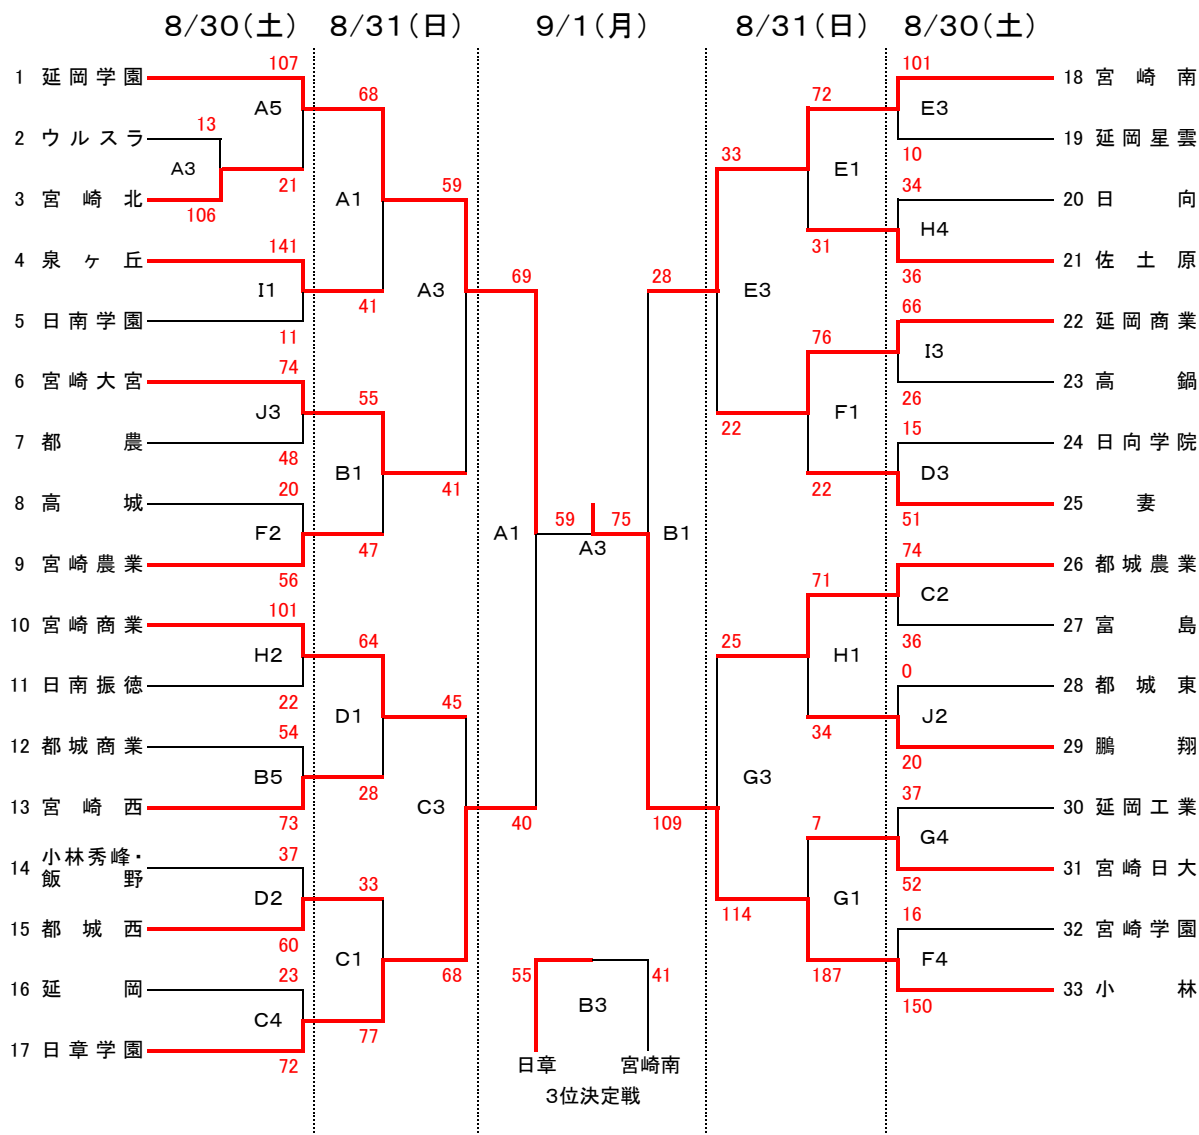 8/30(土) 8/31(日) 9/1(月) 8/31(日) 8/30(土)
1 延岡学園 107 68 72 101 18 宮崎南
A5 E3
2 ウルスラ 13 33 10 19 延岡星雲
A3 E1
3 宮崎北 106 21 A1 59 31 34 20 日向
H4
4 泉ヶ丘 141 69 28 36 21 佐土原
I1 41 A3 E3
5 日南学園 11 76 66 22 延岡商業
I3
6 宮崎大宮 74 55 22 26 23 高鍋
J3 F1
7 都農 48 B1 41 22 15 24 日向学院
D3
8 高城 20 51 25 妻
F2 47 A1 59 75 B1
A3
9 宮崎農業 56 71 74 26 都城農業
C2
10 宮崎商業 101 64 25 36 27 富島
H2 H1
11 日南振徳 22 D1 45 34 0 28 都城東
J2
12 都城商業 54 20 29 鵬翔
B5 28 C3 G3
13 宮崎西 73 40 109 7 37 30 延岡工業
G4
14 小林秀峰・
飯野 37 33 52 31 宮崎日大
D2 114 G1
15 都城西 60 C1 68 187 16 32 宮崎学園
F4
16 延岡 23 55 41 150 33 小林
C4 77 B3
17 日章学園 72 日章 宮崎南
3位決定戦